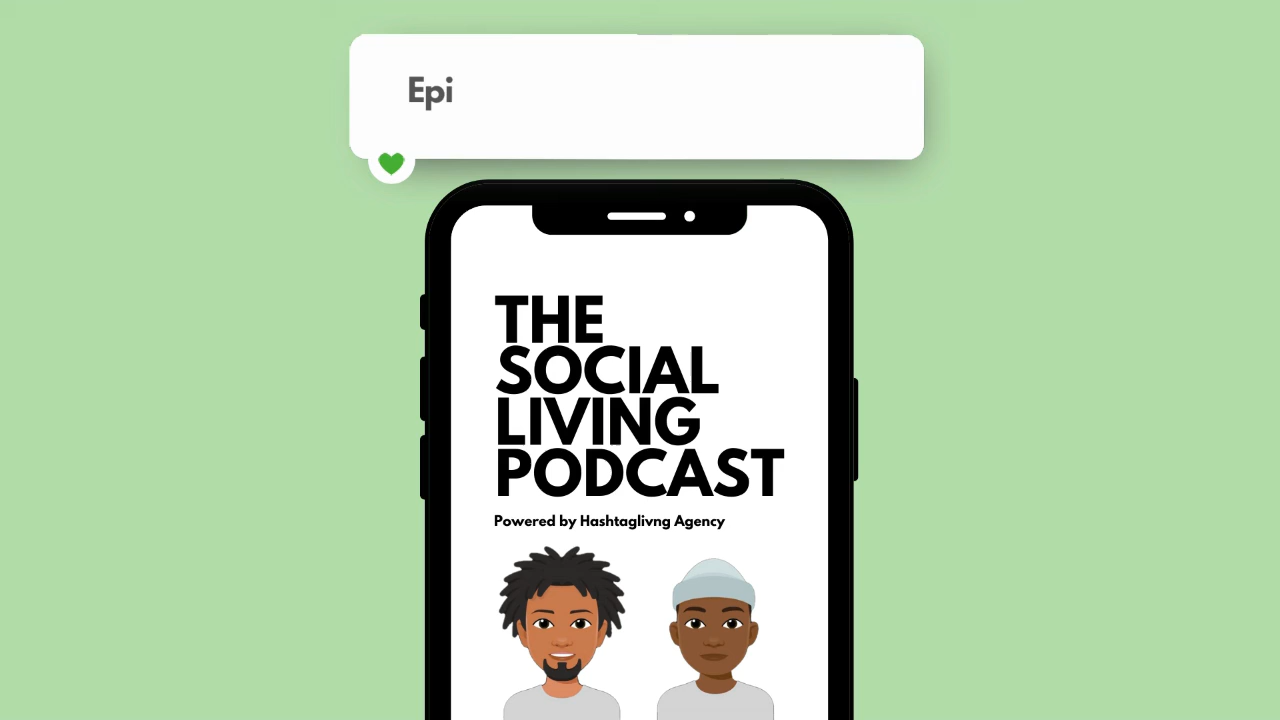 Epi
THE
SOCIAL
LIVING
PODCAST
Powered by Hashtaglivng Agency